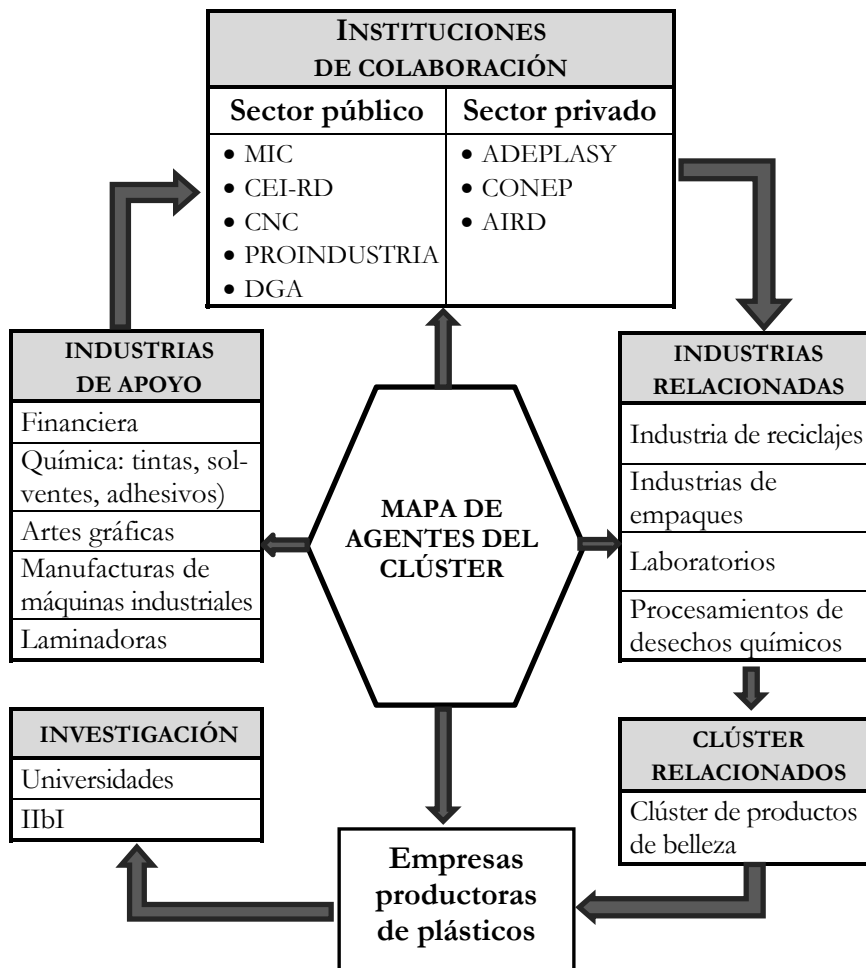 INSTITUCIONES
DE COLABORACIÓN
Sector público
• MIC
• CEI-RD
• CNC
• PROINDUSTRIA
• DGA
Sector privado
• ADEPLASY
• CONEP
• AIRD
INDUSTRIAS
DE APOYO
Financiera
Química: tintas, sol-
ventes, adhesivos)
Artes gráficas
Manufacturas de
máquinas industriales
Laminadoras
MAPA DE
AGENTES DEL
CLÚSTER
INDUSTRIAS
RELACIONADAS
Industria de reciclajes
Industrias de
empaques
Laboratorios
Procesamientos de
desechos químicos
INVESTIGACIÓN
Universidades
IIbI
Empresas
productoras
de plásticos
CLÚSTER
RELACIONADOS
Clúster de productos
de belleza